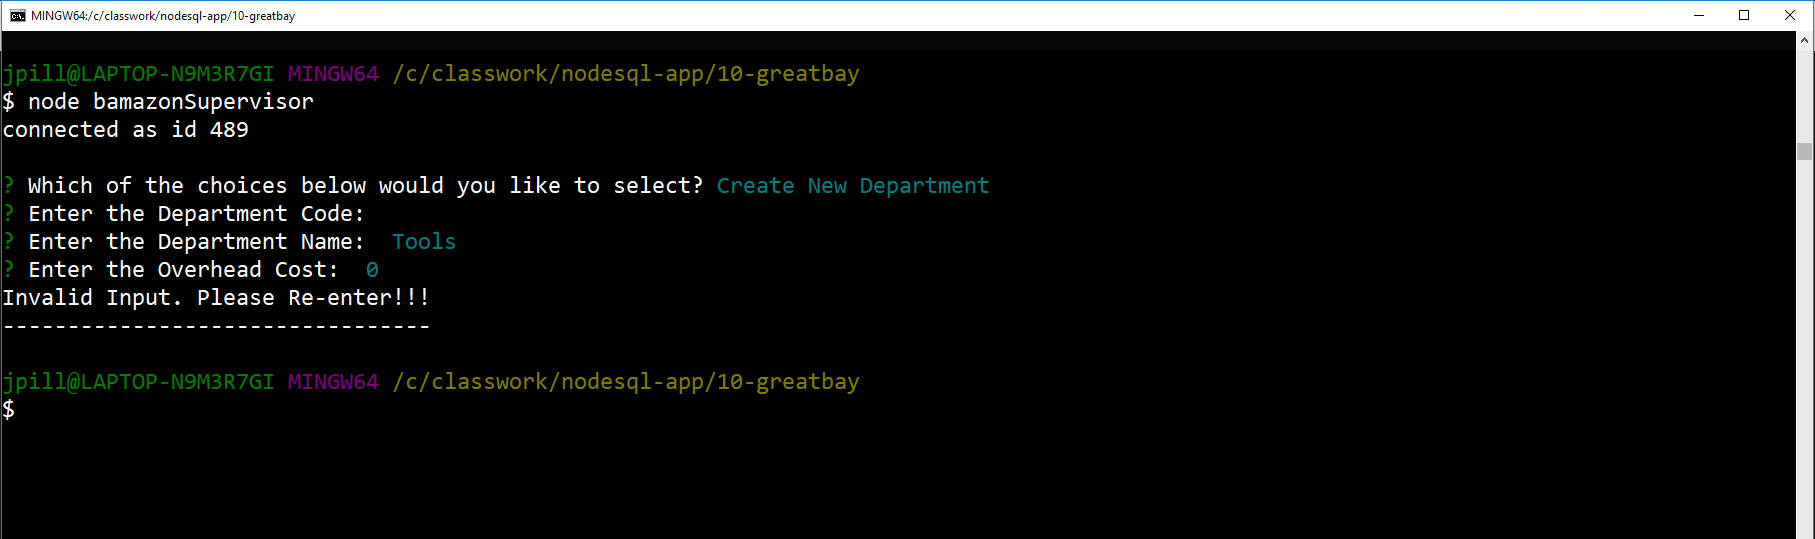 MINGW64:/c/classwork/nodesql-app/10-greatbay
jpill@LAPTOP-N9M3R7GI MINGW64 /c/classwork/nodesql-app/10-greatbay
$ node bamazonSupervisor
connected as id 489
? Which of the choices below would you like to select? Create New Department
? Enter the Department Code:
? Enter the Department Name:  Tools
? Enter the Overhead Cost:  0
Invalid Input. Please Re-enter!!!
---------------------------------
jpill@LAPTOP-N9M3R7GI MINGW64 /c/classwork/nodesql-app/10-greatbay
$